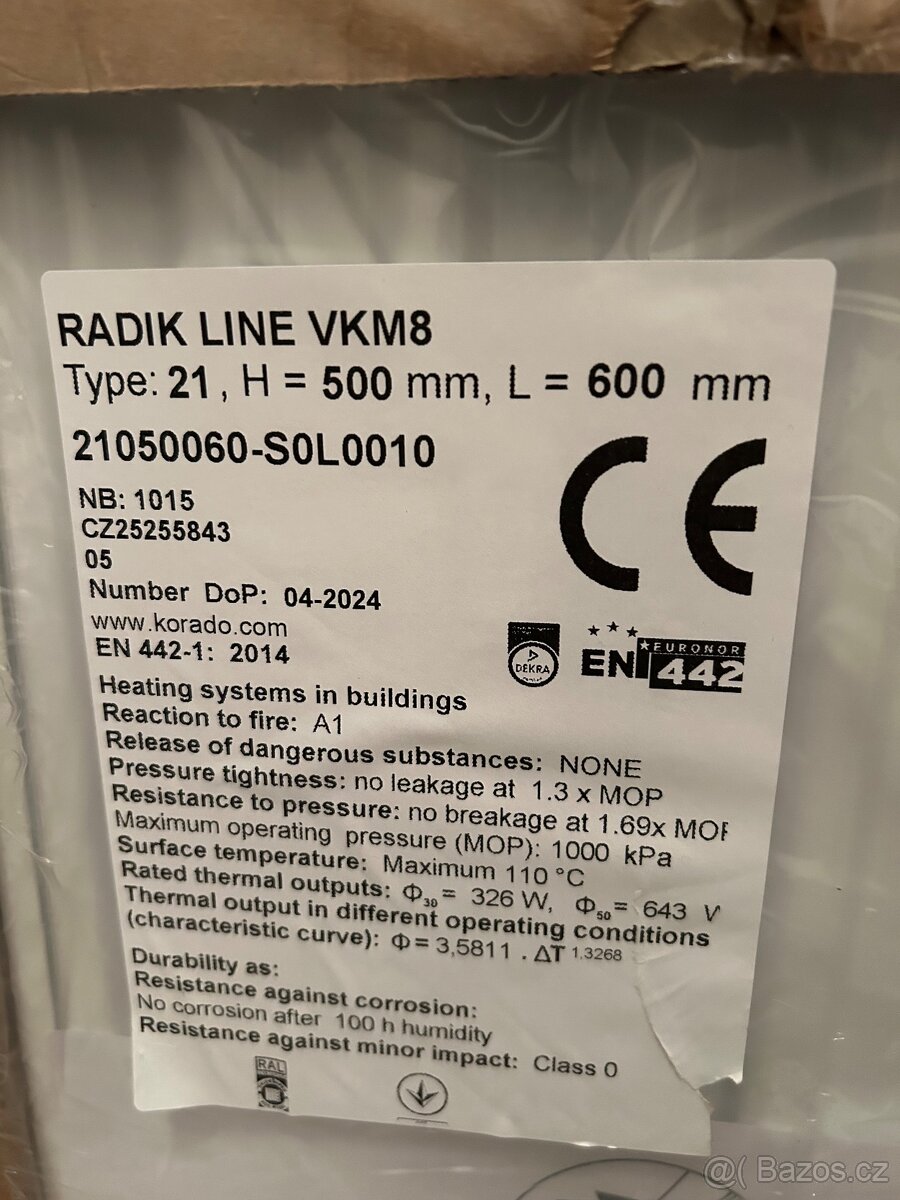 RADIK LINE VKM8
Type: 21, H = 500 mm, L = 600 mm
21050060-S0L0010
CE
NB: 1015
CZ25255843
05
Number DoP: 04-2024
www.korado.com
EN 442-1: 2014
DEKRA
EN EURONOR
442
Heating systems in buildings
Reaction to fire: A1
Release of dangerous substances: NONE
Pressure tightness: no leakage at 1.3 x MOP
Resistance to pressure: no breakage at 1.69x MOP
Maximum operating pressure (MOP): 1000 kPa
Surface temperature: Maximum 110 °C
Rated thermal outputs: Φ₃₀ = 326 W, Φ₅₀ = 643 W
Thermal output in different operating conditions
(characteristic curve): Φ = 3,5811 . ΔT 1.3268
Durability as:
Resistance against corrosion:
No corrosion after 100 h humidity
Resistance against minor impact: Class 0
RAL
@( Bazos.cz